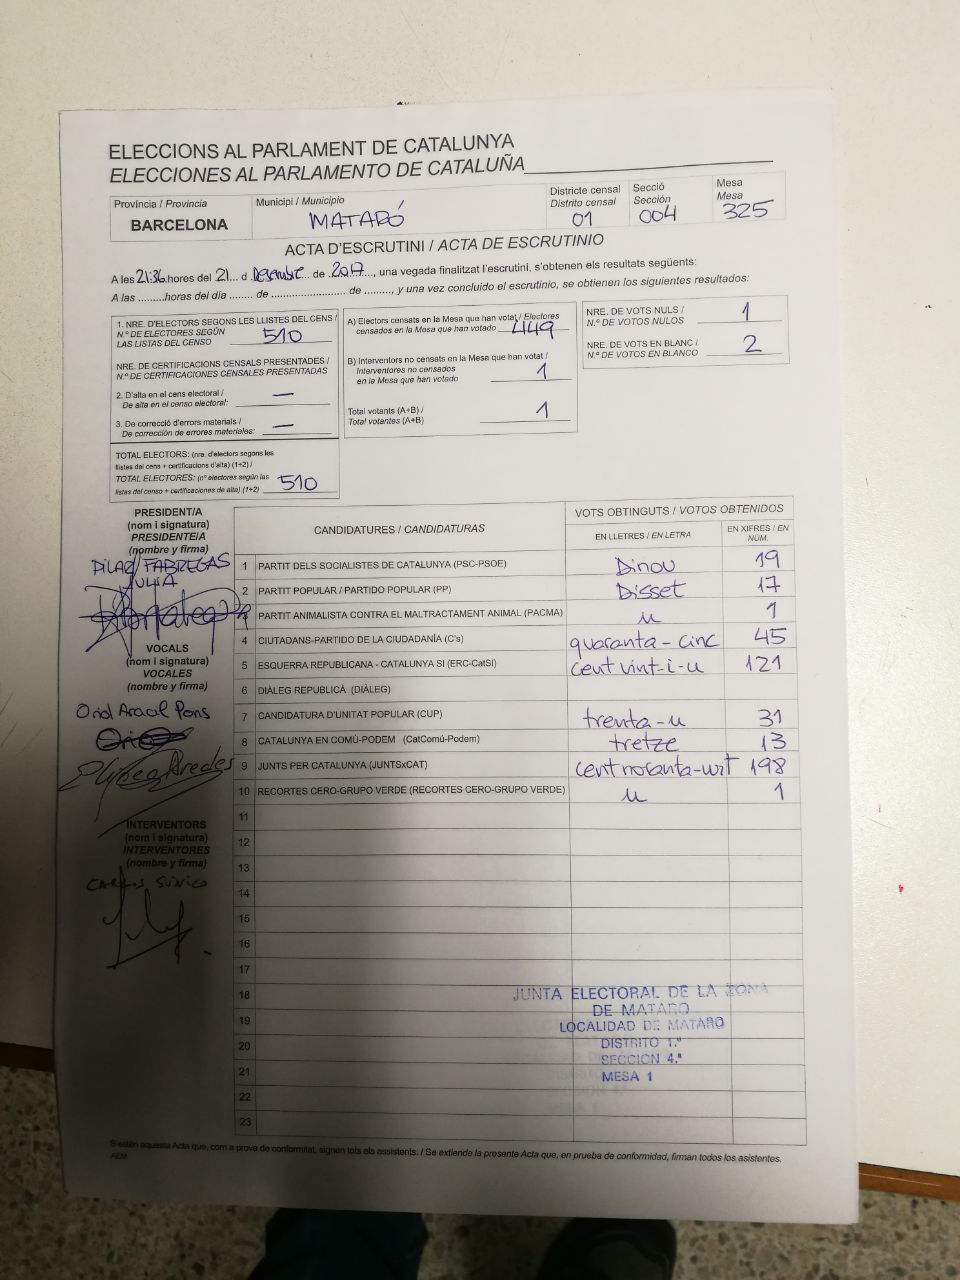 ELECCIONS AL PARLAMENT DE CATALUNYA
ELECCIONES AL PARLAMENTO DE CATALUÑA
Província / Provincia
BARCELONA
Municipi / Municipio
MATARÓ
Districte censal
Distrito censal
01
Secció
Sección
004
Mesa
Mesa
325
ACTA D'ESCRUTINI / ACTA DE ESCRUTINIO
A les 21:36 hores del 21 d Desembre de 2017, una vegada finalitzat l'escrutini, s'obtenen els resultats següents:
A las .........horas del día ....... de ......................... de ........., y una vez concluido el escrutinio, se obtienen los siguientes resultados:
1. NRE. D'ELECTORS SEGONS LES LLISTES DEL CENS /
N.º DE ELECTORES SEGÚN
LAS LISTAS DEL CENSO 510
NRE. DE CERTIFICACIONS CENSALS PRESENTADES /
N.º DE CERTIFICACIONES CENSALES PRESENTADAS
2. D'alta en el cens electoral /
De alta en el censo electoral: —
3. De correcció d'errors materials /
De corrección de errores materiales: —
TOTAL ELECTORS: (nre. d'electors segons les
llistes del cens + certificacions d'alta) (1+2) /
TOTAL ELECTORES: (nº electores según las
listas del censo + certificaciones de alta) (1+2) 510
A) Electors censats en la Mesa que han votat / Electores
censados en la Mesa que han votado 449
B) Interventors no censats en la Mesa que han votat /
Interventores no censados
en la Mesa que han votado 1
Total votants (A+B) /
Total votantes (A+B) 1
NRE. DE VOTS NULS /
N.º DE VOTOS NULOS 1
NRE. DE VOTS EN BLANC /
N.º DE VOTOS EN BLANCO 2
PRESIDENT/A
(nom i signatura)
PRESIDENTE/A
(nombre y firma)
PILAR FABREGAS
JULIA
VOCALS
(nom i signatura)
VOCALES
(nombre y firma)
Oriol Aracil Pons
INTERVENTORS
(nom i signatura)
INTERVENTORES
(nombre y firma)
CANDIDATURES / CANDIDATURAS
VOTS OBTINGUTS / VOTOS OBTENIDOS
EN LLETRES / EN LETRA
EN XIFRES / EN NÚM.
1 PARTIT DELS SOCIALISTES DE CATALUNYA (PSC-PSOE) Dinou 19
2 PARTIT POPULAR / PARTIDO POPULAR (PP) Disset 17
3 PARTIT ANIMALISTA CONTRA EL MALTRACTAMENT ANIMAL (PACMA) u 1
4 CIUTADANS-PARTIDO DE LA CIUDADANÍA (C's) quaranta-cinc 45
5 ESQUERRA REPUBLICANA - CATALUNYA SI (ERC-CatSI) cent vint-i-u 121
6 DIÀLEG REPUBLICÀ (DIÀLEG)
7 CANDIDATURA D'UNITAT POPULAR (CUP) trenta-u 31
8 CATALUNYA EN COMÚ-PODEM (CatComú-Podem) tretze 13
9 JUNTS PER CATALUNYA (JUNTSxCAT) cent noranta-uit 198
10 RECORTES CERO-GRUPO VERDE (RECORTES CERO-GRUPO VERDE) u 1
11
12
13
14
15
16
17
18
19
20
21
22
23
JUNTA ELECTORAL DE LA ZONA
DE MATARO
LOCALIDAD DE MATARO
DISTRITO 1.º
SECCION 4.ª
MESA 1
S'estén aquesta Acta que, com a prova de conformitat, signen tots els assistents. / Se extiende la presente Acta que, en prueba de conformidad, firman todos los asistentes.